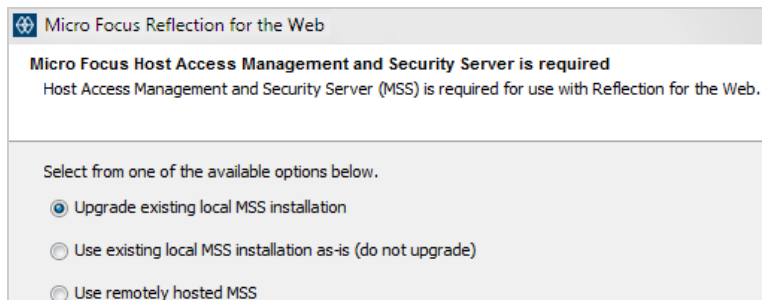 Micro Focus Reflection for the Web
Micro Focus Host Access Management and Security Server is required
Host Access Management and Security Server (MSS) is required for use with Reflection for the Web.
Select from one of the available options below.
Upgrade existing local MSS installation
Use existing local MSS installation as-is (do not upgrade)
Use remotely hosted MSS